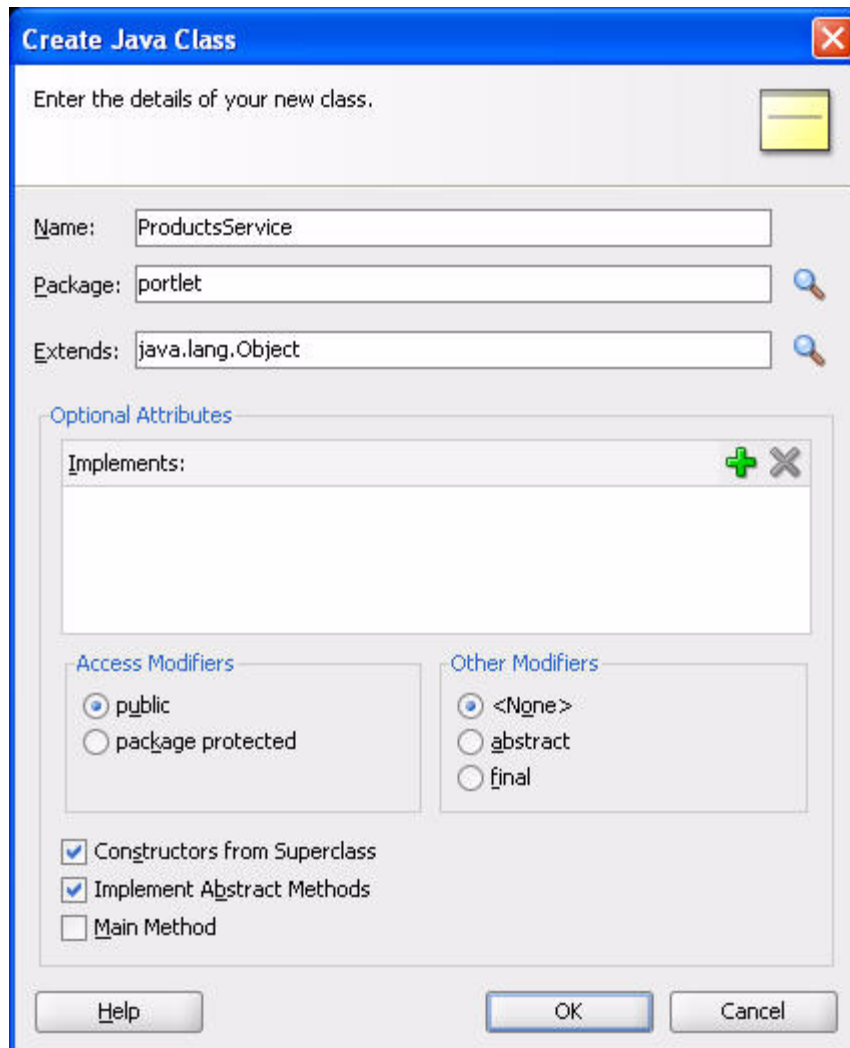 Create Java Class
Enter the details of your new class.
Name: ProductsService
Package: portlet
Extends: java.lang.Object
Optional Attributes
Implements:
Access Modifiers
public
package protected
Other Modifiers
<None>
abstract
final
Constructors from Superclass
Implement Abstract Methods
Main Method
Help OK Cancel